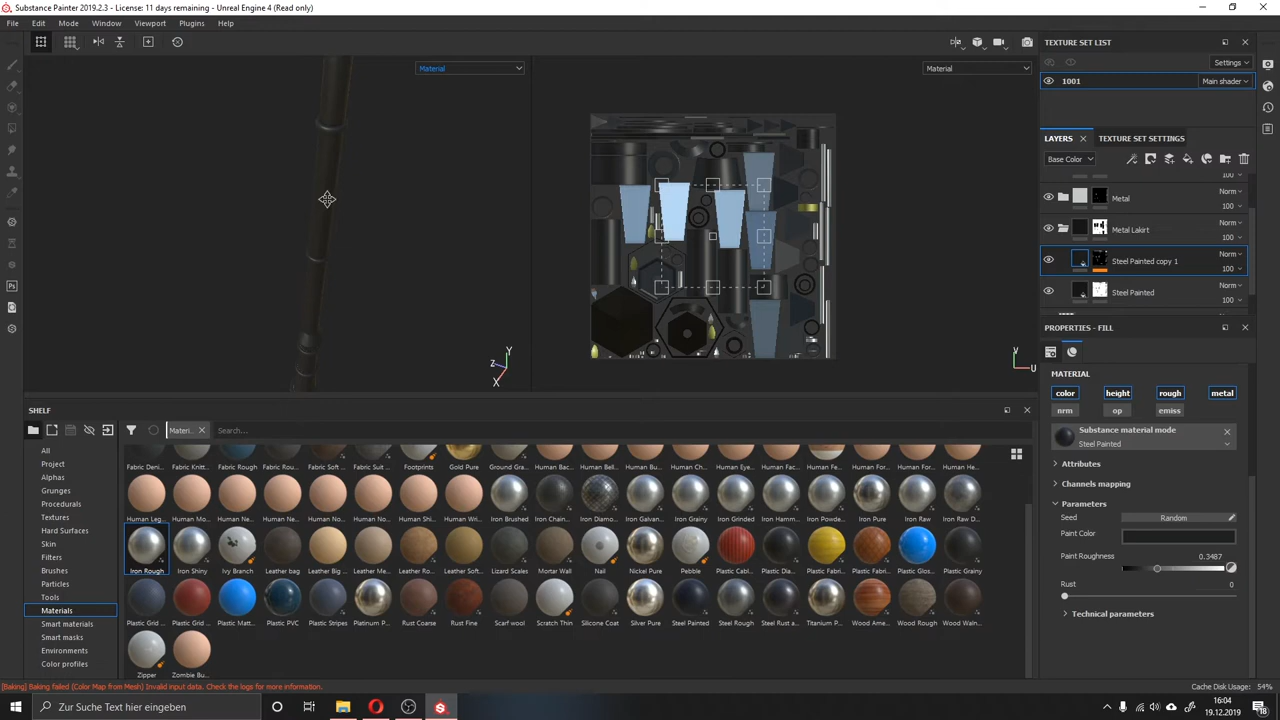 Substance Painter 2019.2.3 - License: 11 days remaining - Unreal Engine 4 (Read only)
File Edit Mode Window Viewport Plugins Help
Material
Material
Y
Z
X
V
U
TEXTURE SET LIST
Settings
1001 Main shader
LAYERS TEXTURE SET SETTINGS
Base Color
100
Metal Norm 100
Metal Lakirt Norm 100
Steel Painted copy 1 Norm 100
Steel Painted Norm 100
PROPERTIES - FILL
MATERIAL
color height rough metal
nrm op emiss
Substance material mode
Steel Painted
Attributes
Channels mapping
Parameters
Seed Random
Paint Color
Paint Roughness 0.3487
Rust 0
Technical parameters
SHELF
Materi... Search...
All
Project
Alphas
Grunges
Procedurals
Textures
Hard Surfaces
Skin
Filters
Brushes
Particles
Tools
Materials
Smart materials
Smart masks
Environments
Color profiles
Fabric Deni... Fabric Knitt... Fabric Rough Fabric Rou... Fabric Soft ... Fabric Suit ... Footprints Gold Pure Ground Gra... Human Bac... Human Bell... Human Bu... Human Ch... Human Eye... Human Fac... Human Fe... Human For... Human For... Human He...
Human Leg... Human Mo... Human Ne... Human Ne... Human No... Human No... Human Shi... Human Wri... Iron Brushed Iron Chain... Iron Diamo... Iron Galvan... Iron Grainy Iron Grinded Iron Hamm... Iron Powde... Iron Pure Iron Raw Iron Raw D...
Iron Rough Iron Shiny Ivy Branch Leather bag Leather Big ... Leather Me... Leather Ro... Leather Soft... Lizard Scales Mortar Wall Nail Nickel Pure Pebble Plastic Cabl... Plastic Dia... Plastic Fabri... Plastic Fabri... Plastic Glos... Plastic Grainy
Plastic Grid ... Plastic Grid ... Plastic Matt... Plastic PVC Plastic Stripes Platinum P... Rust Coarse Rust Fine Scarf wool Scratch Thin Silicone Coat Silver Pure Steel Painted Steel Rough Steel Rust a... Titanium P... Wood Ame... Wood Rough Wood Waln...
Zipper Zombie Bu...
[Baking] Baking failed (Color Map from Mesh) Invalid input data. Check the logs for more information.
Cache Disk Usage: 54%
Zur Suche Text hier eingeben
16:04
19.12.2019
18